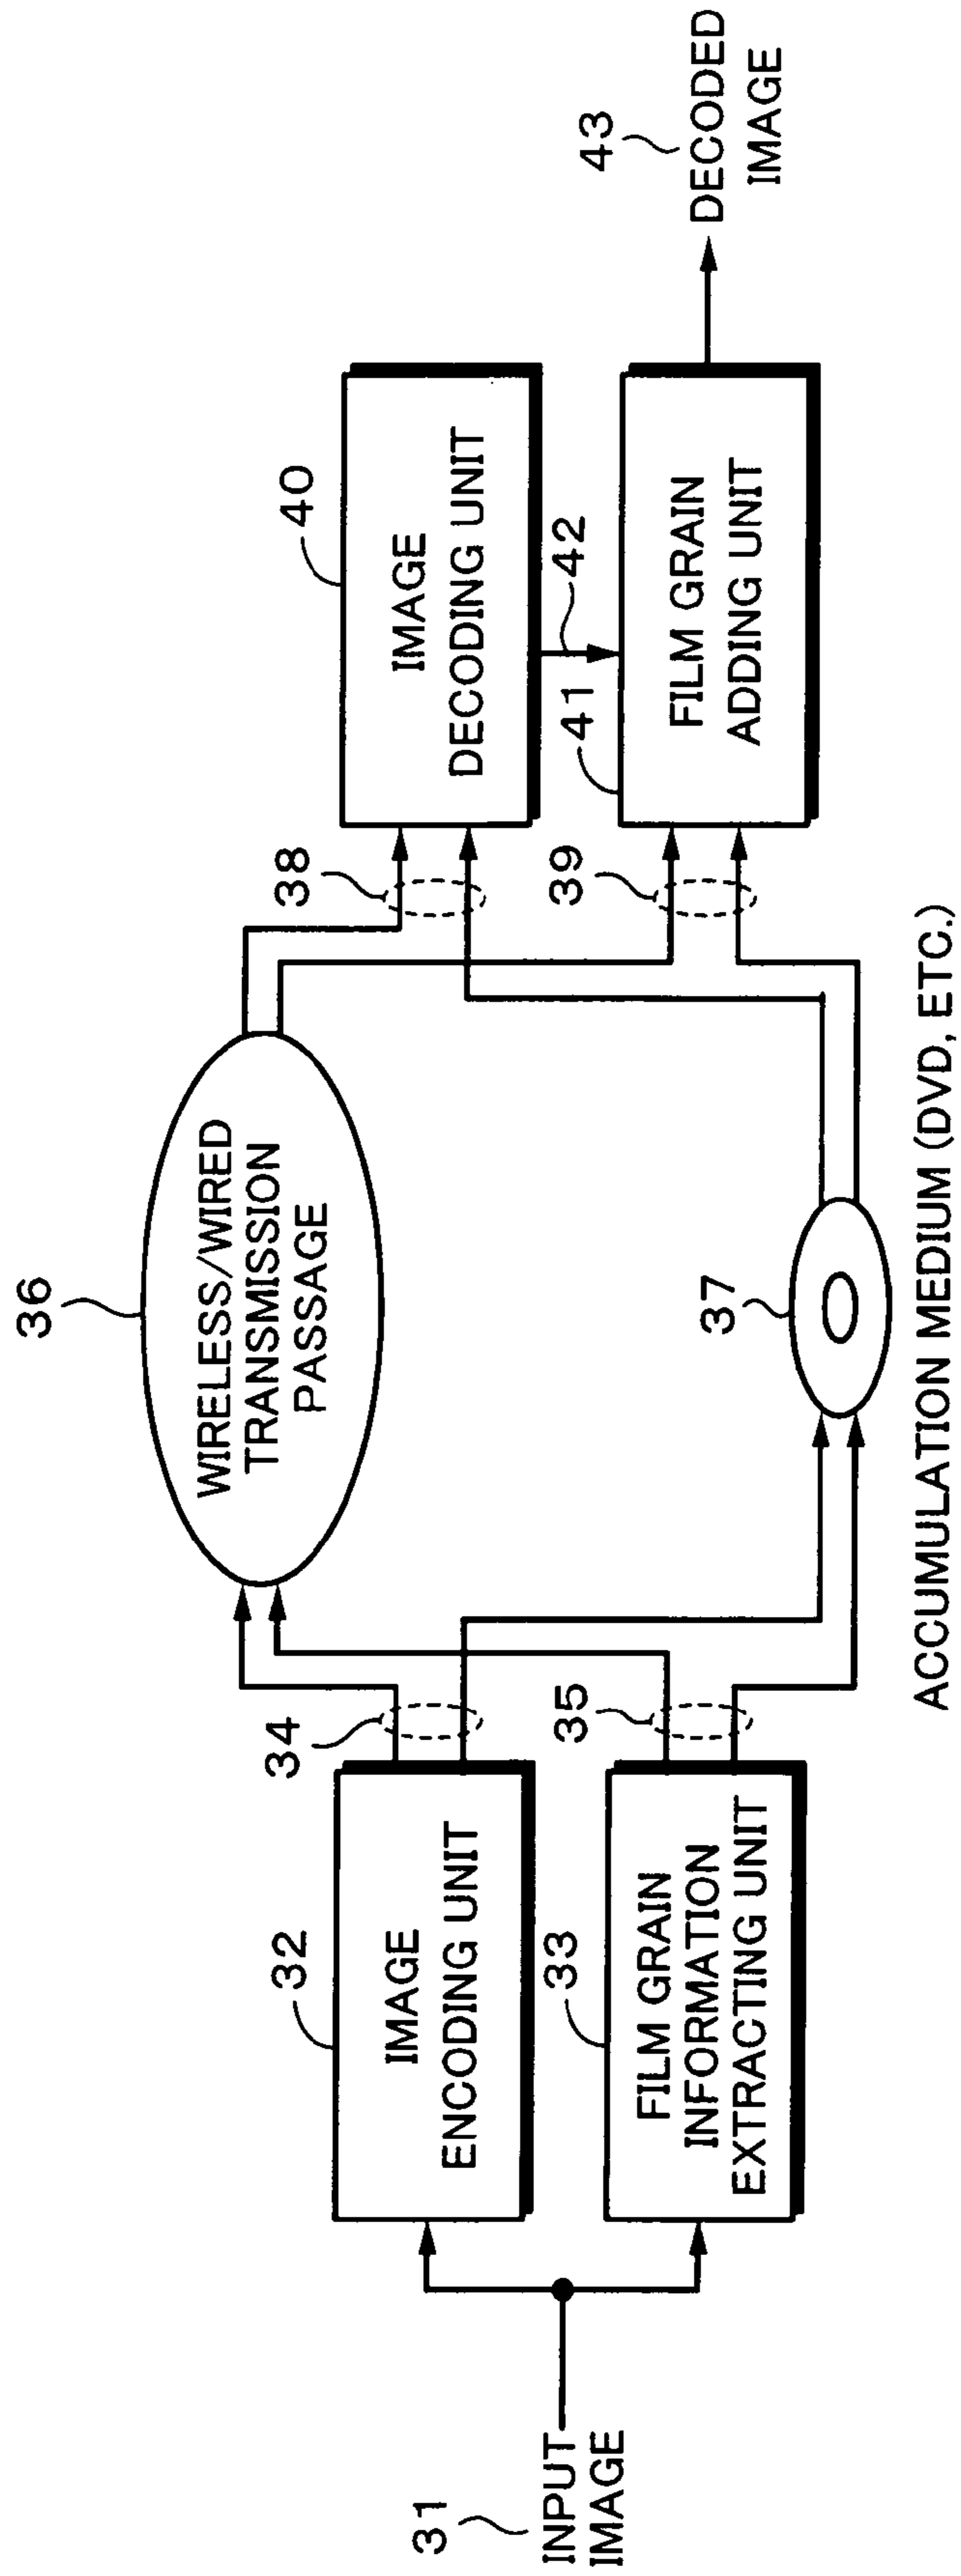 36
WIRELESS/WIRED
TRANSMISSION
PASSAGE
31
INPUT
IMAGE
32
IMAGE
ENCODING UNIT
33
FILM GRAIN
INFORMATION
EXTRACTING UNIT
34
35
37
ACCUMULATION MEDIUM (DVD, ETC.)
38
39
40
IMAGE
DECODING UNIT
42
41
FILM GRAIN
ADDING UNIT
43
DECODED
IMAGE